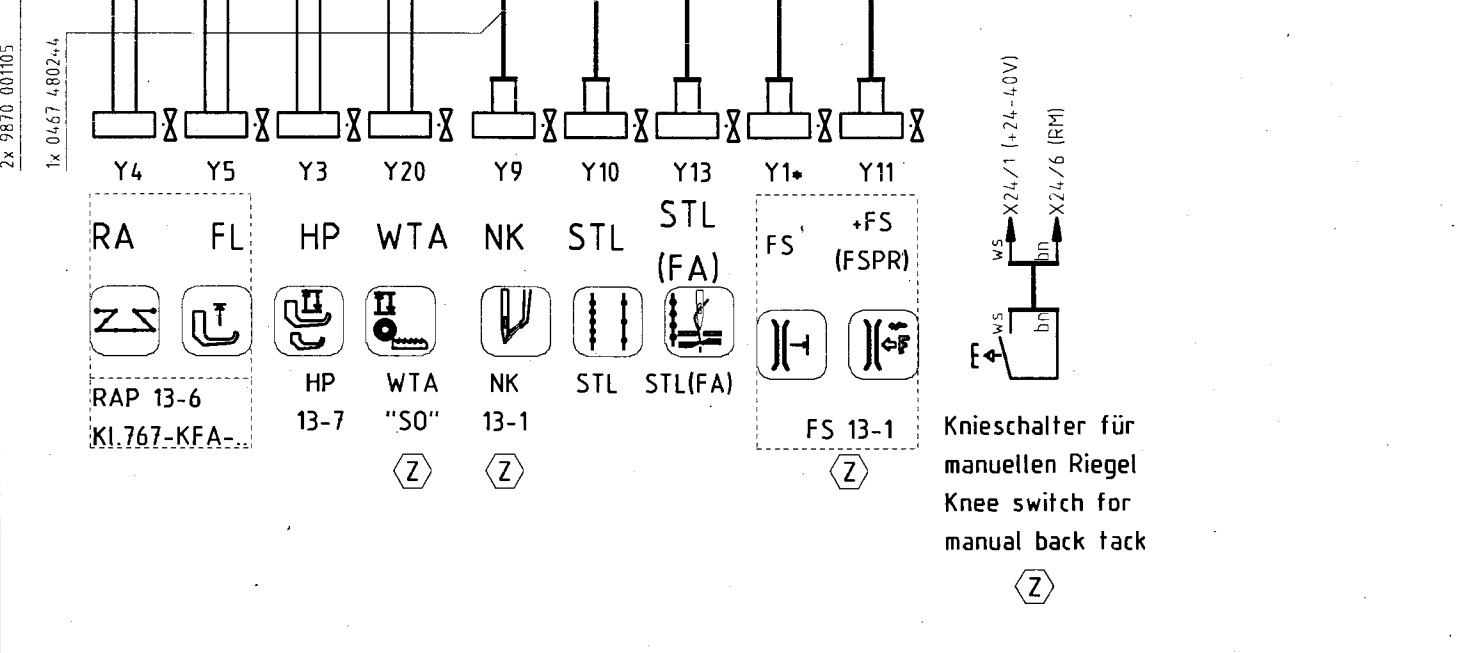 2x 9870 001105
1x 0467 480244
Y4 Y5 Y3 Y20 Y9 Y10 Y13 Y1* Y11
RA FL HP WTA NK STL STL (FA) FS +FS (FSPR)
RAP 13-6
Kl.767-KFA-..
HP
13-7
WTA
"SO"
NK
13-1
STL
STL(FA)
FS 13-1
Z
Z
Z
X24/1 (+24-40V)
X24/6 (RM)
ws
bn
ws
bn
E
Knieschalter für
manuellen Riegel
Knee switch for
manual back tack
Z